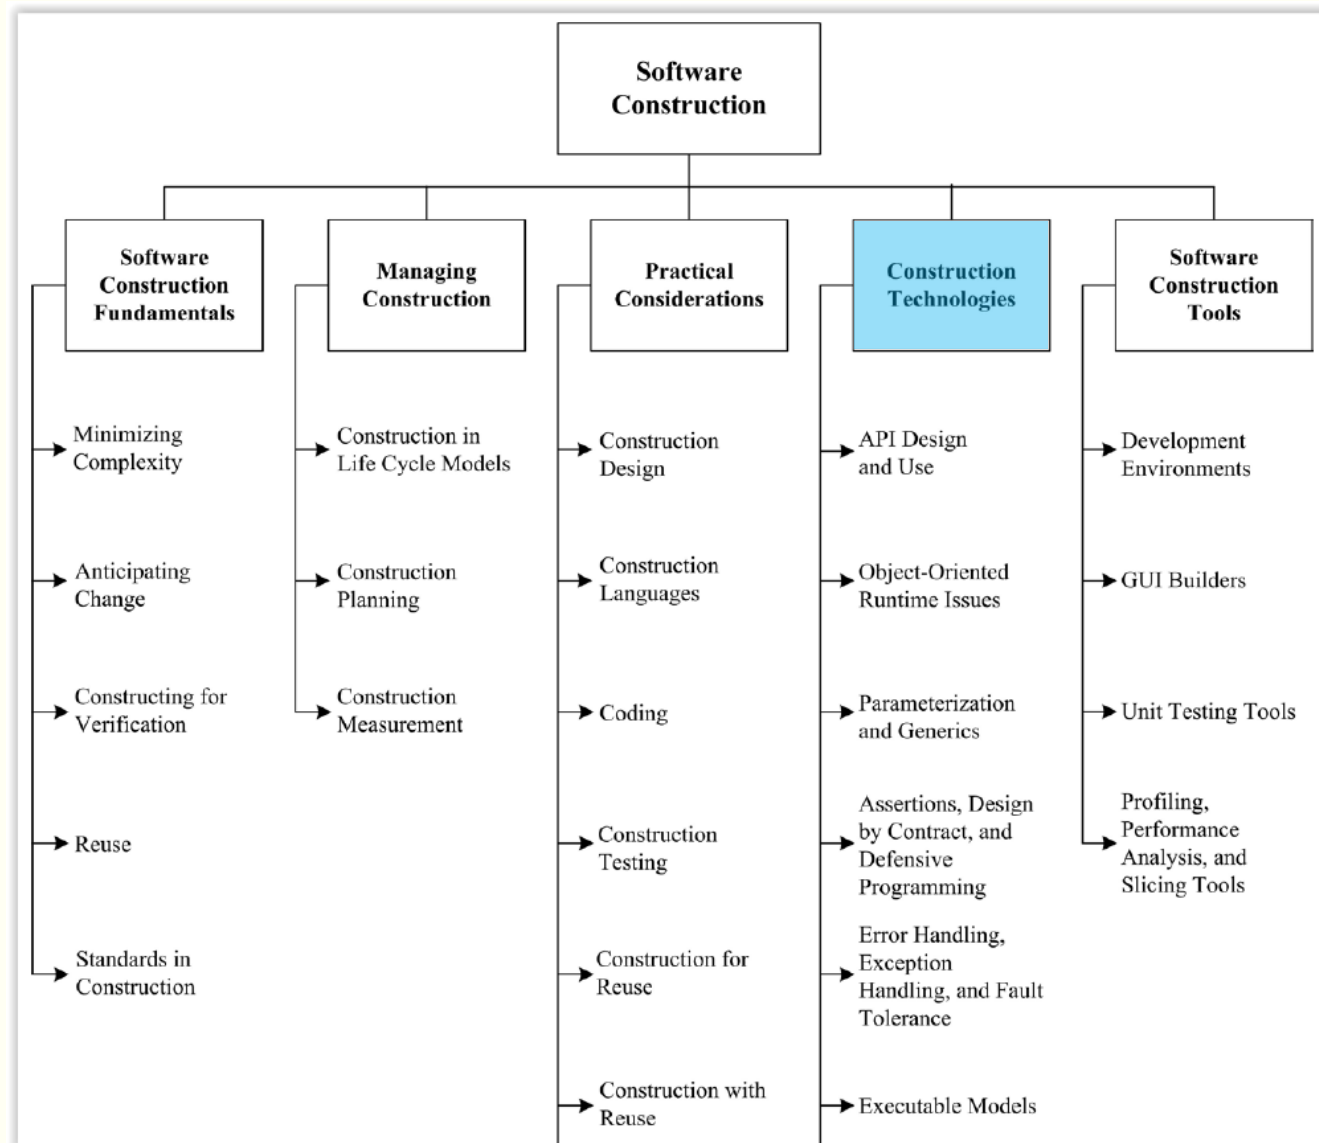 Software
Construction
Software
Construction
Fundamentals
Managing
Construction
Practical
Considerations
Construction
Technologies
Software
Construction
Tools
Minimizing
Complexity
Anticipating
Change
Constructing for
Verification
Reuse
Standards in
Construction
Construction in
Life Cycle Models
Construction
Planning
Construction
Measurement
Construction
Design
Construction
Languages
Coding
Construction
Testing
Construction for
Reuse
Construction with
Reuse
API Design
and Use
Object-Oriented
Runtime Issues
Parameterization
and Generics
Assertions, Design
by Contract, and
Defensive
Programming
Error Handling,
Exception
Handling, and Fault
Tolerance
Executable Models
Development
Environments
GUI Builders
Unit Testing Tools
Profiling,
Performance
Analysis, and
Slicing Tools